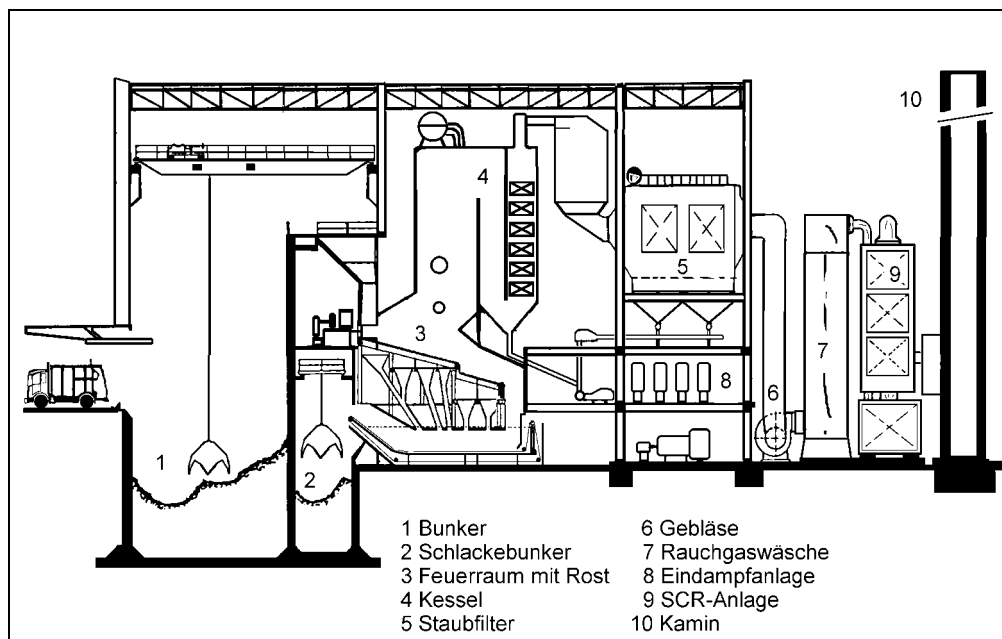 10
4
5
9
3
7
8
6
1
2
1 Bunker
2 Schlackebunker
3 Feuerraum mit Rost
4 Kessel
5 Staubfilter
6 Gebläse
7 Rauchgaswäsche
8 Eindampfanlage
9 SCR-Anlage
10 Kamin